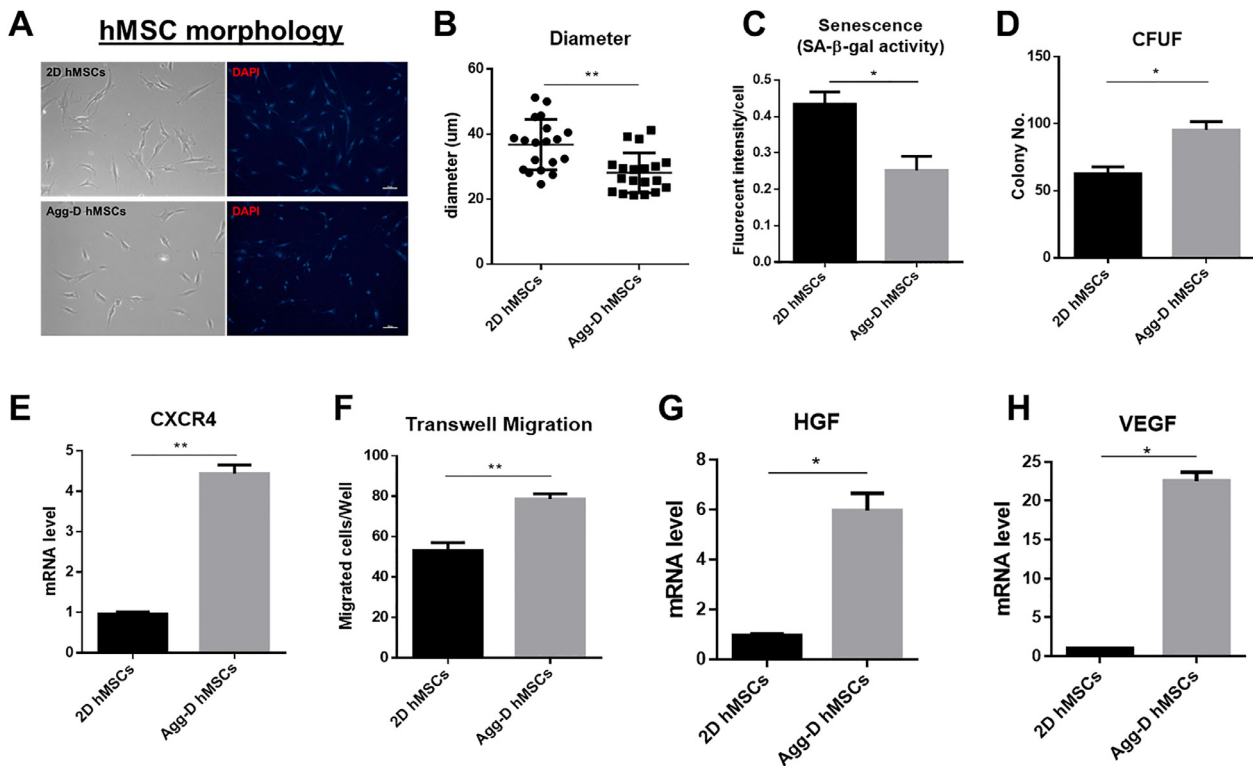 A
hMSC morphology
2D hMSCs
DAPI
Agg-D hMSCs
DAPI
B
Diameter
**
diameter (um)
60
40
20
0
2D hMSCs
Agg-D hMSCs
C
Senescence
(SA-β-gal activity)
*
Fluorescent intensity/cell
0.5
0.4
0.3
0.2
0.1
0.0
2D hMSCs
Agg-D hMSCs
D
CFUF
*
Colony No.
150
100
50
0
2D hMSCs
Agg-D hMSCs
E
CXCR4
**
mRNA level
5
4
3
2
1
0
2D hMSCs
Agg-D hMSCs
F
Transwell Migration
**
Migrated cells/Well
100
80
60
40
20
0
2D hMSCs
Agg-D hMSCs
G
HGF
*
mRNA level
8
6
4
2
0
2D hMSCs
Agg-D hMSCs
H
VEGF
*
mRNA level
25
20
15
10
5
0
2D hMSCs
Agg-D hMSCs